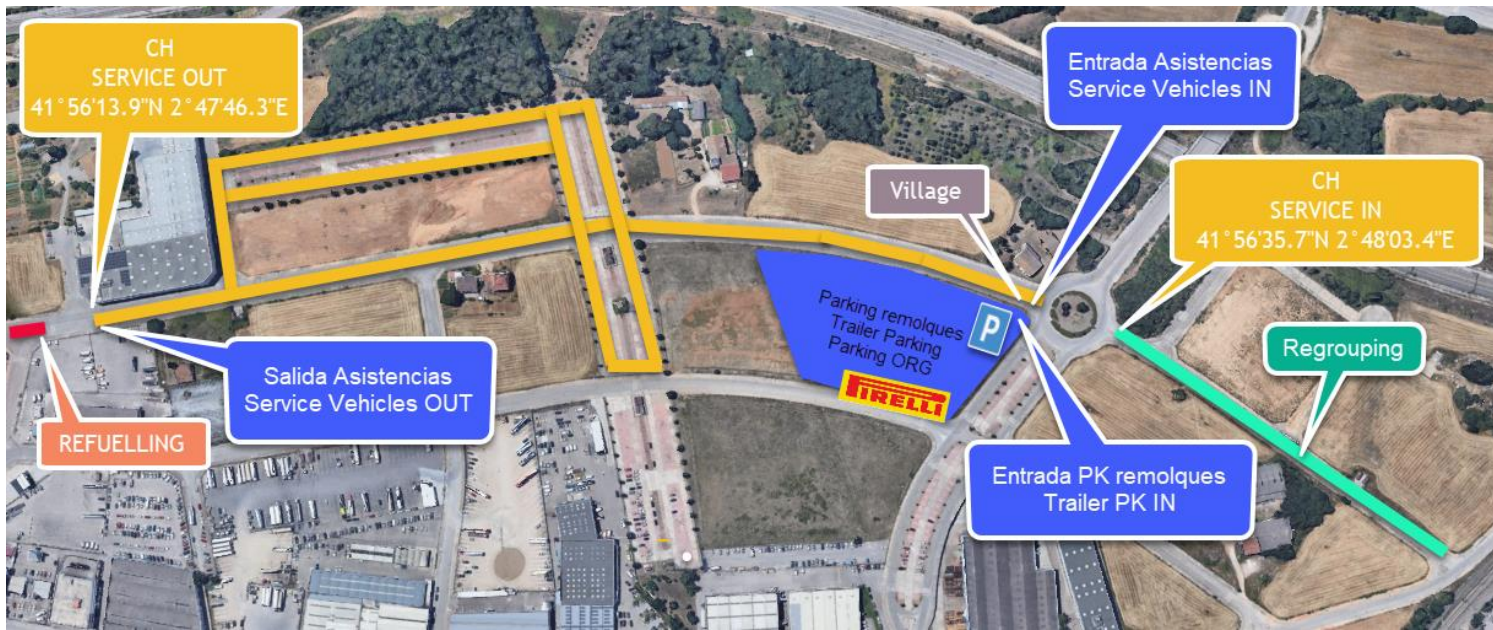 CH
SERVICE OUT
41°56'13.9"N 2°47'46.3"E
Entrada Asistencias
Service Vehicles IN
Village
CH
SERVICE IN
41°56'35.7"N 2°48'03.4"E
Parking remolques
Trailer Parking
Parking ORG
P
PIRELLI
Regrouping
Salida Asistencias
Service Vehicles OUT
REFUELLING
Entrada PK remolques
Trailer PK IN